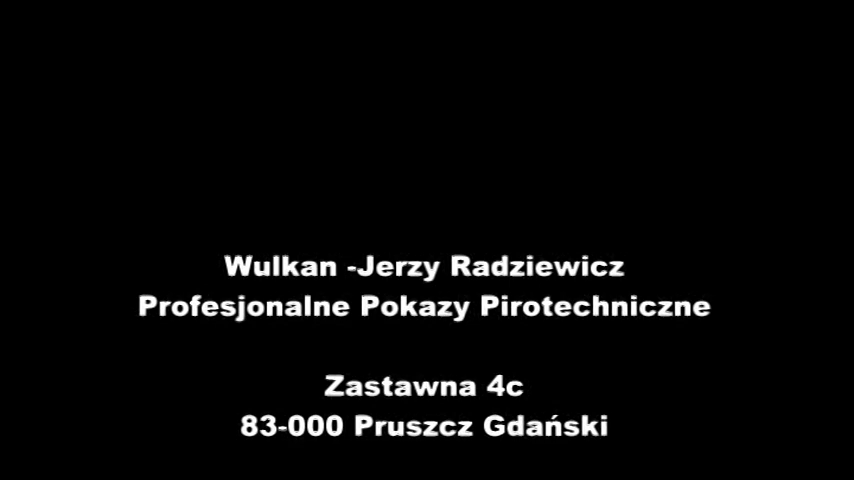 Wulkan -Jerzy Radziewicz
Profesjonalne Pokazy Pirotechniczne
Zastawna 4c
83-000 Pruszcz Gdański